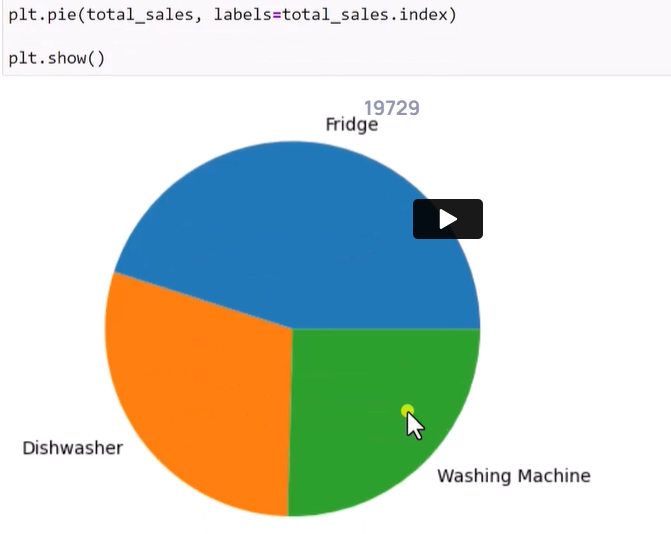 plt.pie(total_sales, labels=total_sales.index)
plt.show()
19729
Fridge
Dishwasher
Washing Machine